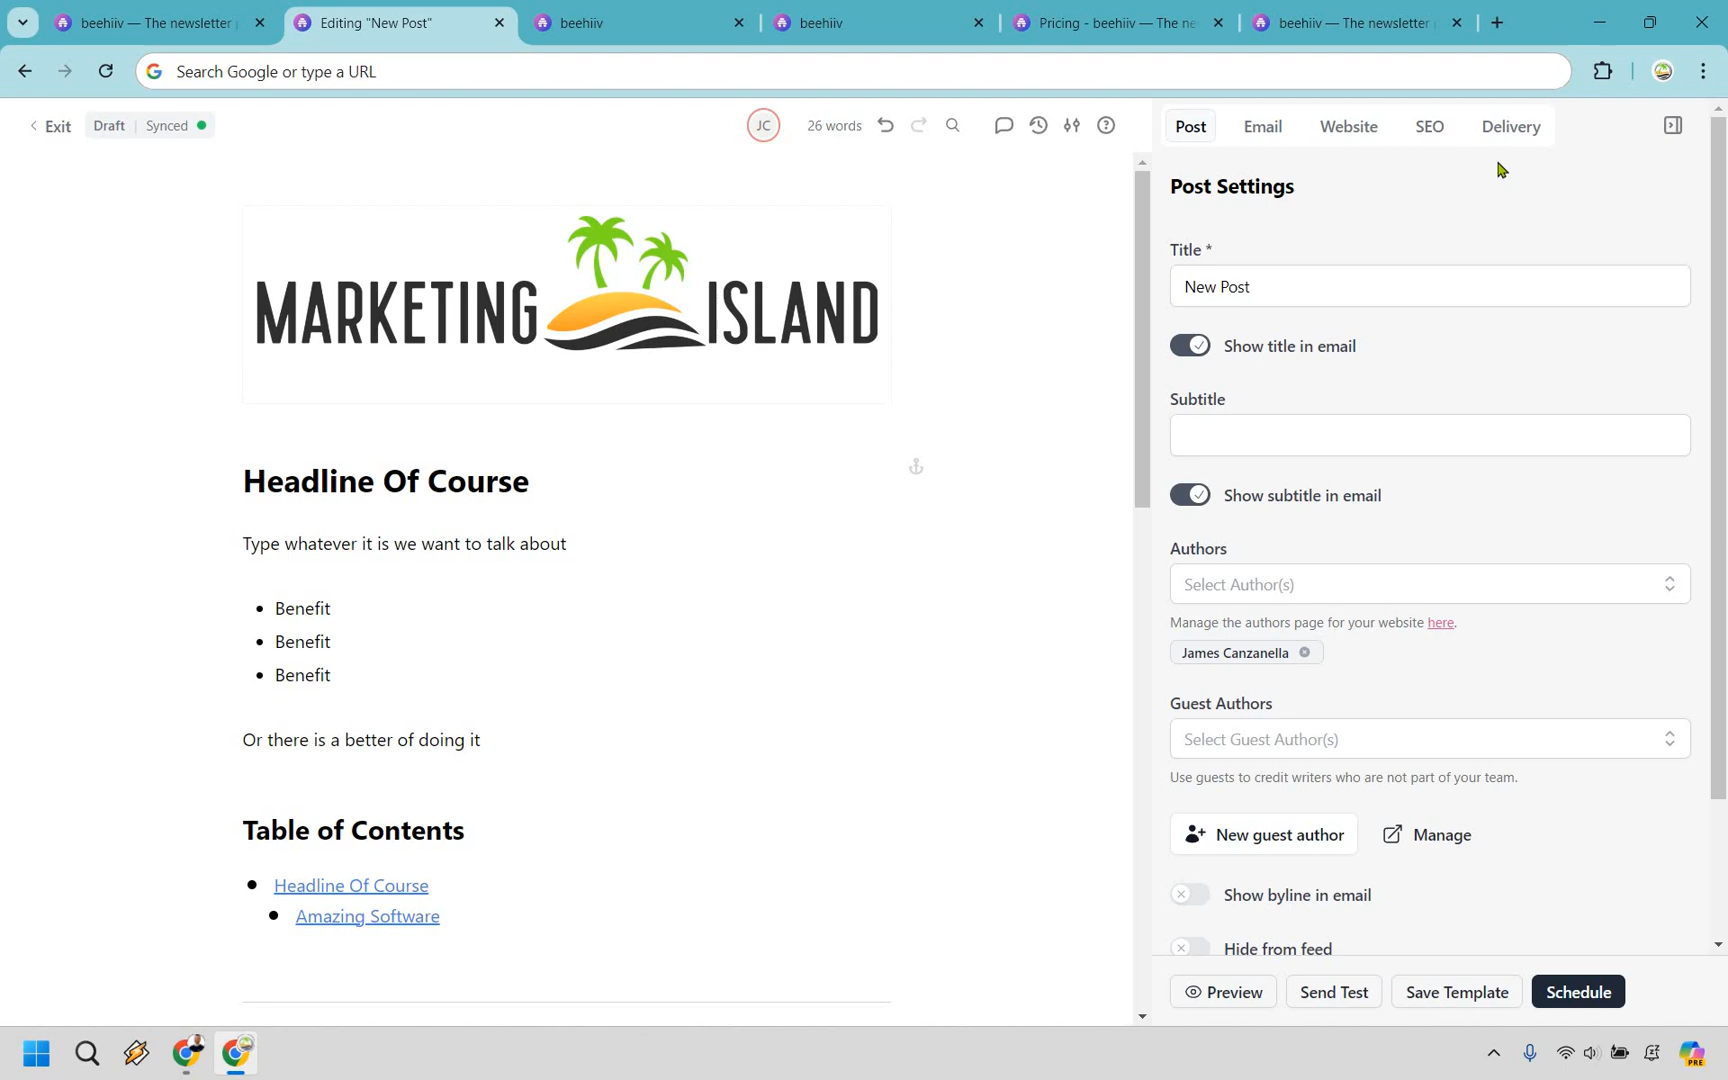 beehiiv — The newsletter
Editing "New Post"
beehiiv
beehiiv
Pricing - beehiiv — The ne
beehiiv — The newsletter
Search Google or type a URL
Exit
Draft
Synced
JC
26 words
Post
Email
Website
SEO
Delivery
MARKETING ISLAND
Headline Of Course
Type whatever it is we want to talk about
Benefit
Benefit
Benefit
Or there is a better of doing it
Table of Contents
Headline Of Course
Amazing Software
Post Settings
Title *
New Post
Show title in email
Subtitle
Show subtitle in email
Authors
Select Author(s)
Manage the authors page for your website here.
James Canzanella
Guest Authors
Select Guest Author(s)
Use guests to credit writers who are not part of your team.
New guest author
Manage
Show byline in email
Hide from feed
Preview
Send Test
Save Template
Schedule
PRE